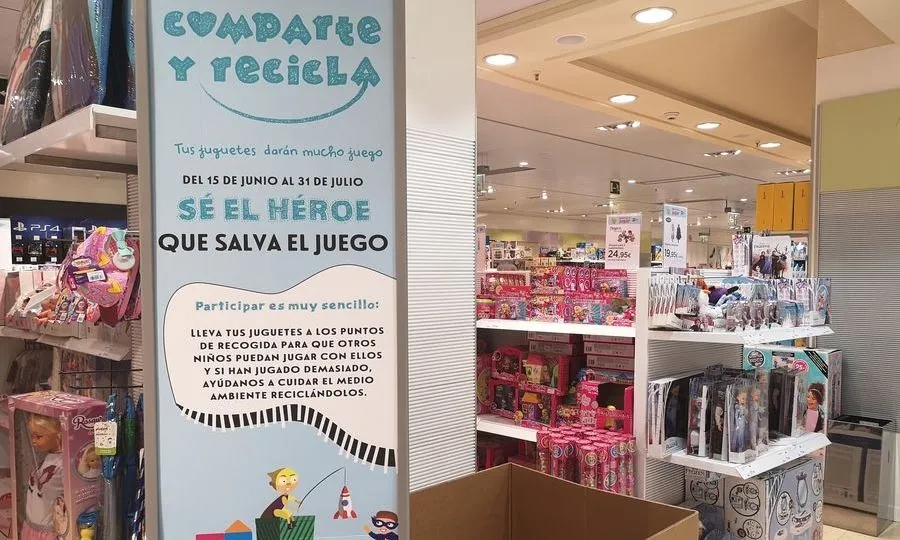 COMPARTE
Y RECICLA
Tus juguetes darán mucho juego
DEL 15 DE JUNIO AL 31 DE JULIO
SÉ EL HÉROE
QUE SALVA EL JUEGO
Participar es muy sencillo:
LLEVA TUS JUGUETES A LOS PUNTOS
DE RECOGIDA PARA QUE OTROS
NIÑOS PUEDAN JUGAR CON ELLOS
Y SI HAN JUGADO DEMASIADO,
AYÚDANOS A CUIDAR EL MEDIO
AMBIENTE RECICLÁNDOLOS.
PS4
24,95€
19,95€